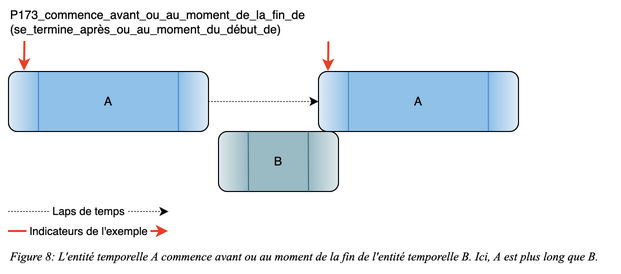 P173_commence_avant_ou_au_moment_de_la_fin_de
(se_termine_après_ou_au_moment_du_début_de)
A
A
B
Laps de temps
Indicateurs de l'exemple
Figure 8: L'entité temporelle A commence avant ou au moment de la fin de l'entité temporelle B. Ici, A est plus long que B.